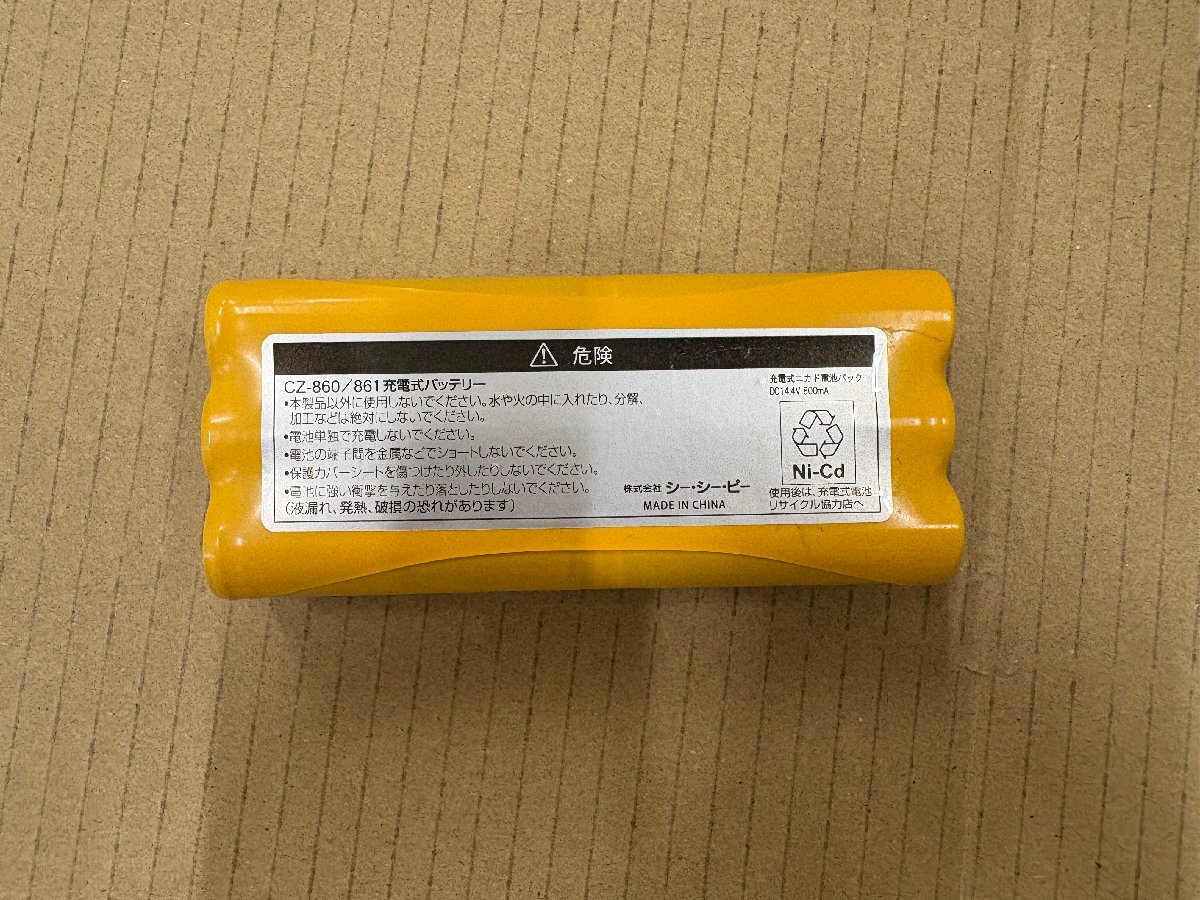 ⚠ 危険
CZ-860/861充電式バッテリー
•本製品以外に使用しないでください。水や火の中に入れたり、分解、
加工などは絶対にしないでください。
•電池単独で充電しないでください。
•電池の端子間を金属などでショートしないでください。
•保護カバーシートを傷つけたり外したりしないでください。
•電池に強い衝撃を与えたり落としたりしないでください。
(液漏れ、発熱、破損の恐れがあります)
株式会社 シー・シー・ピー
MADE IN CHINA
充電式ニカド電池パック
DC14.4V 800mA
Ni-Cd
使用後は、充電式電池
リサイクル協力店へ